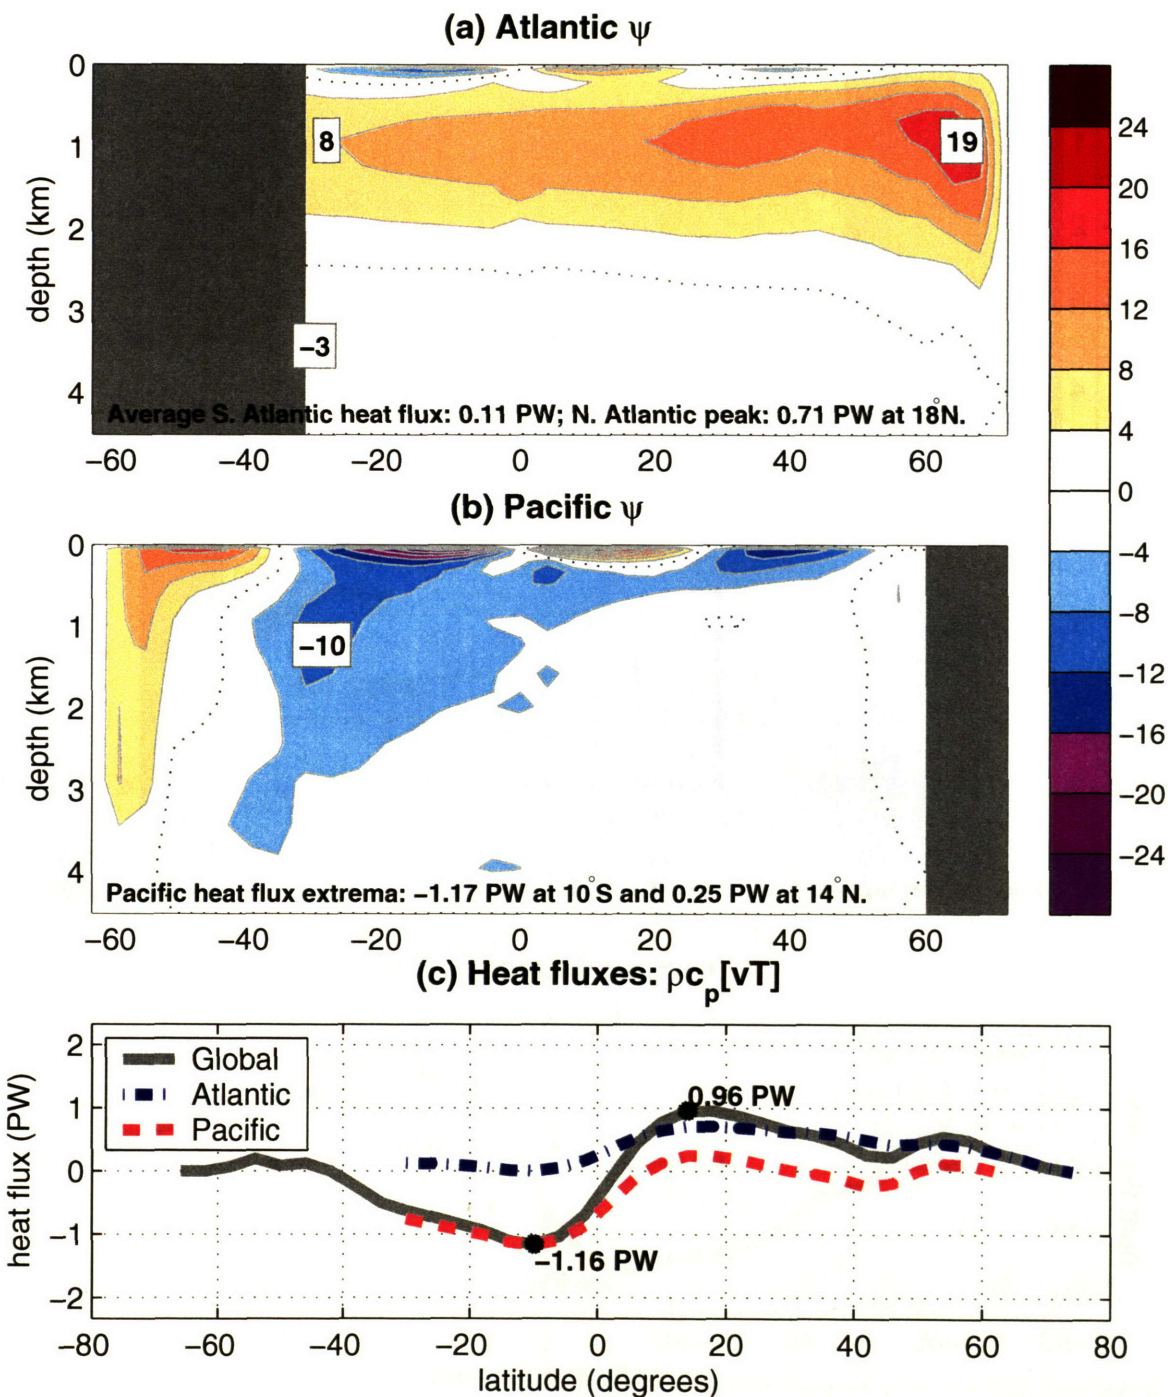 (a) Atlantic ψ
0
1
2
3
4
depth (km)
8
19
−3
Average S. Atlantic heat flux: 0.11 PW; N. Atlantic peak: 0.71 PW at 18°N.
−60 −40 −20 0 20 40 60
24
20
16
12
8
4
0
−4
−8
−12
−16
−20
−24
(b) Pacific ψ
0
1
2
3
4
depth (km)
−10
Pacific heat flux extrema: −1.17 PW at 10°S and 0.25 PW at 14°N.
−60 −40 −20 0 20 40 60
(c) Heat fluxes: ρcp[vT]
2
1
0
−1
−2
heat flux (PW)
Global
Atlantic
Pacific
0.96 PW
−1.16 PW
−80 −60 −40 −20 0 20 40 60 80
latitude (degrees)